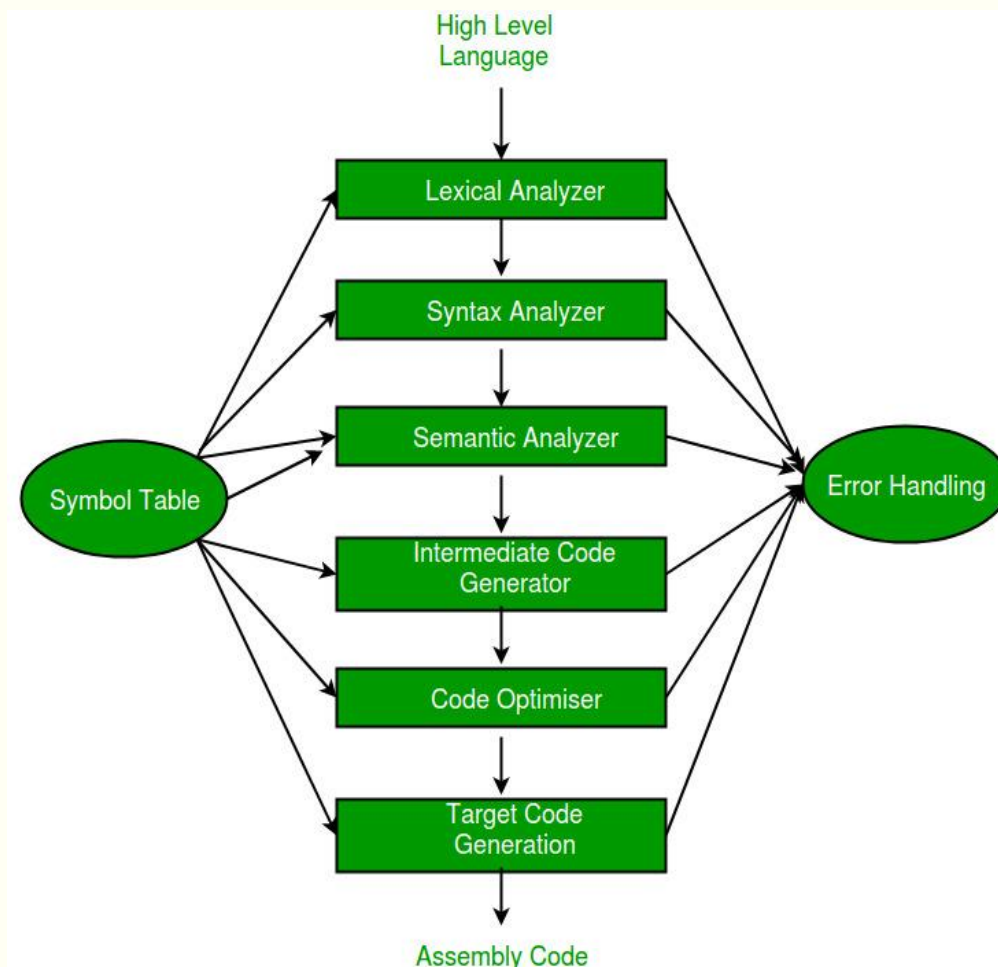 High Level
Language
Lexical Analyzer
Syntax Analyzer
Semantic Analyzer
Symbol Table
Error Handling
Intermediate Code
Generator
Code Optimiser
Target Code
Generation
Assembly Code